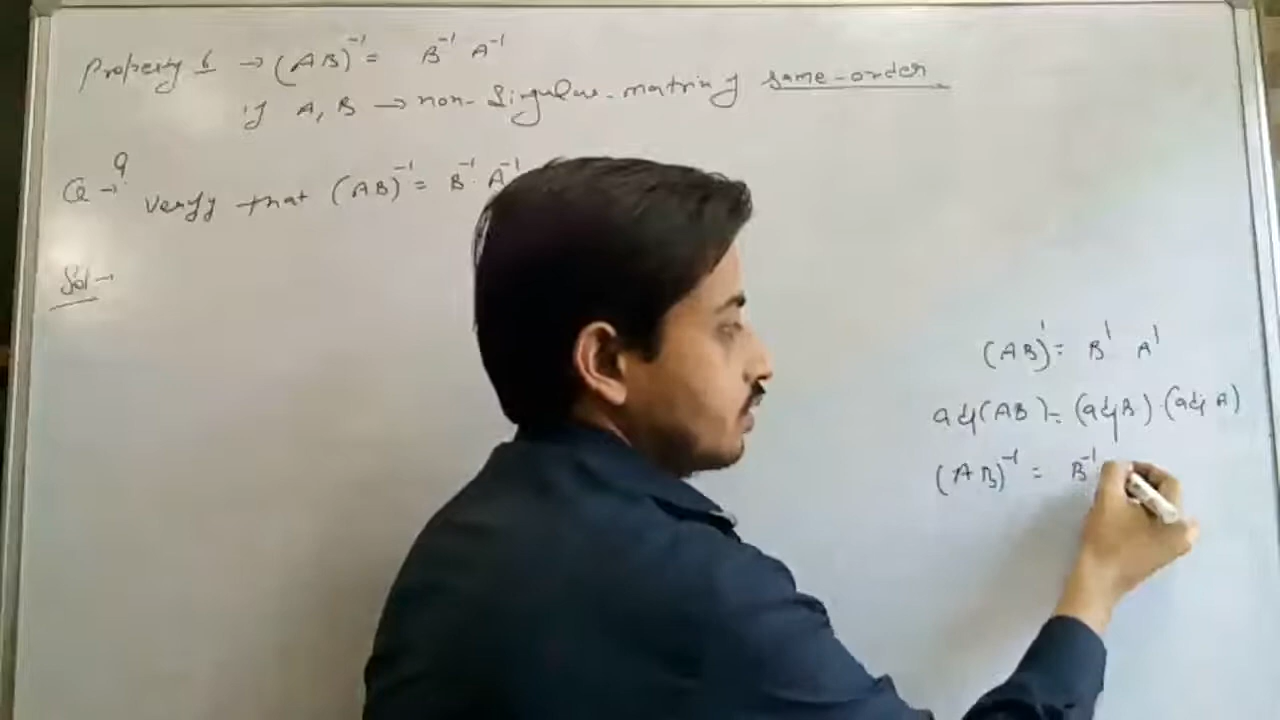 Property 6 → (AB)⁻¹ = B⁻¹ A⁻¹
if A, B → non-singular matrix of same-order
Q → 9
verify that (AB)⁻¹ = B⁻¹ A⁻¹
Sol →
(AB)' = B' A'
adj(AB) = (adj B) (adj A)
(AB)⁻¹ = B⁻¹